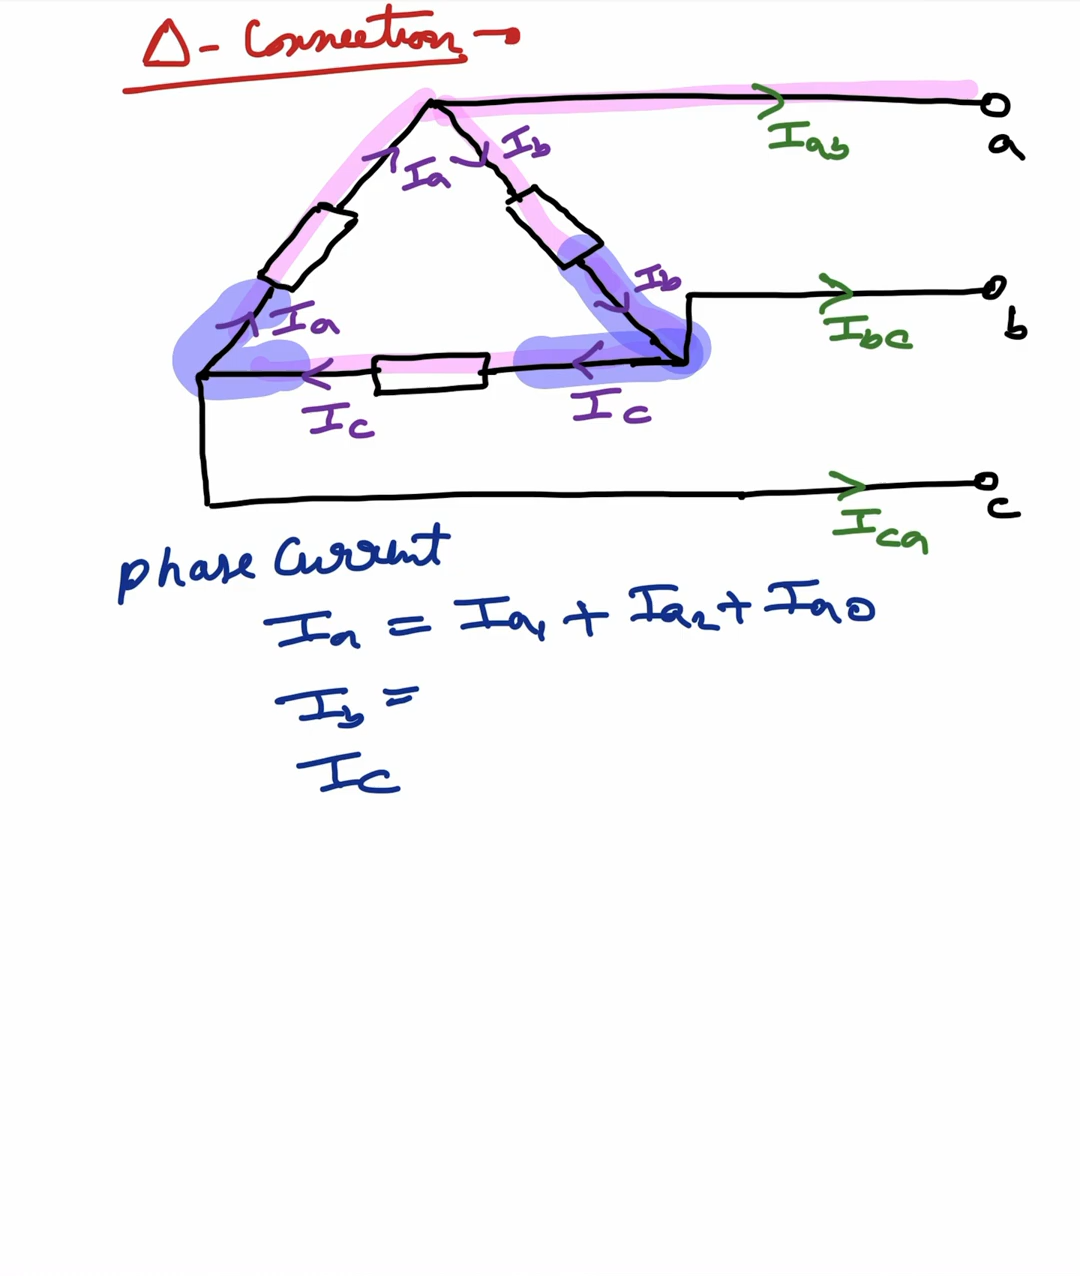 Δ - Connection →
Ia
Ib
Iab
a
Ia
Ib
Ibc
b
Ic
Ic
Ica
c
phase Current
Ia = Ia1 + Ia2 + Ia0
Ib =
Ic